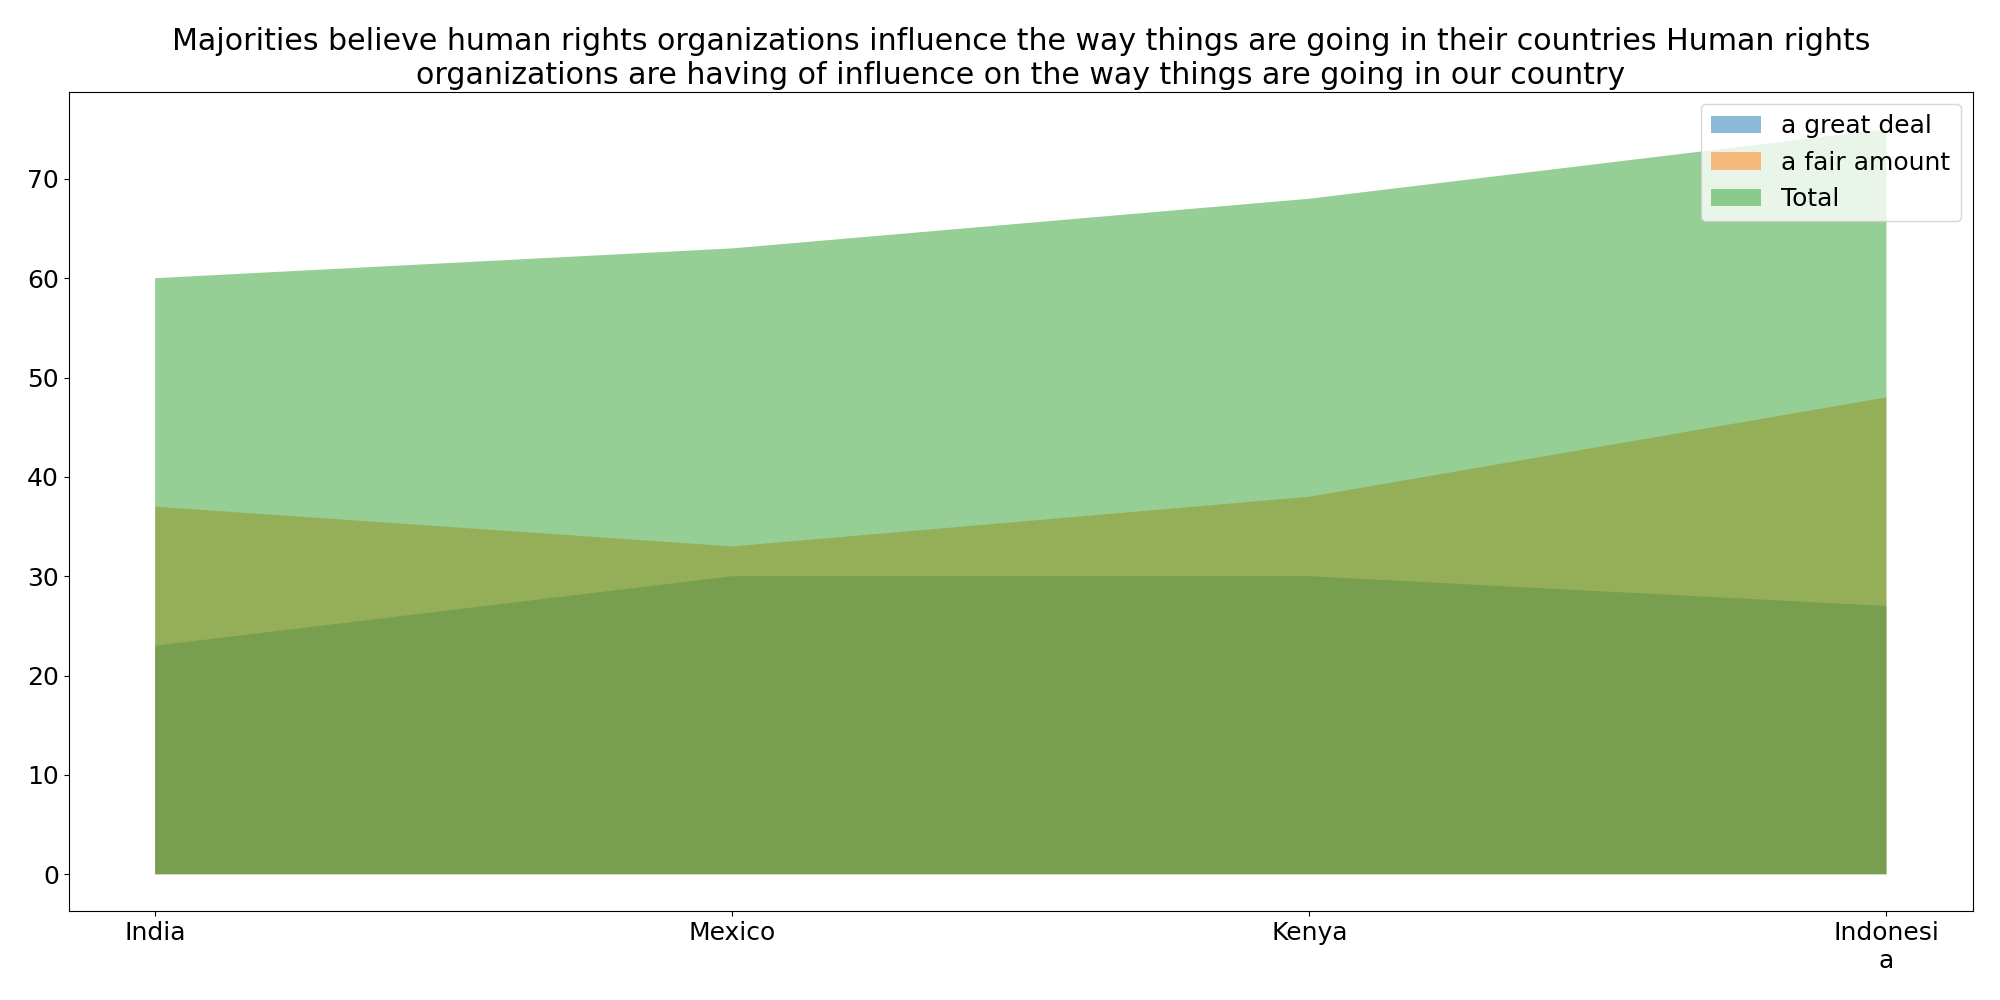 Majorities believe human rights organizations influence the way things are going in their countries Human rights
organizations are having of influence on the way things are going in our country
a great deal
a fair amount
Total
70
60
50
40
30
20
10
0
India
Mexico
Kenya
Indonesi
a